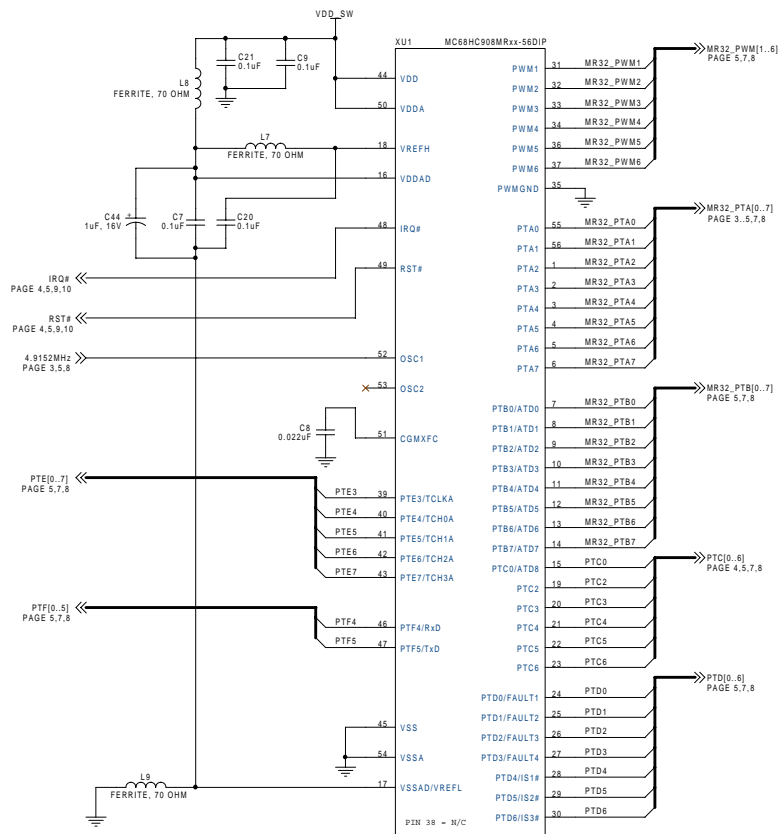 VDD_SW
XU1
MC68HC908MRxx-56DIP
C21
0.1uF
C9
0.1uF
L8
FERRITE, 70 OHM
L7
FERRITE, 70 OHM
C44
1uF, 16V
+
C7
0.1uF
C20
0.1uF
IRQ#
PAGE 4,5,9,10
RST#
PAGE 4,5,9,10
4.9152MHz
PAGE 3,5,8
C8
0.022uF
PTE[0..7]
PAGE 5,7,8
PTE3
PTE4
PTE5
PTE6
PTE7
PTF[0..5]
PAGE 5,7,8
PTF4
PTF5
L9
FERRITE, 70 OHM
44 VDD
50 VDDA
18 VREFH
16 VDDAD
48 IRQ#
49 RST#
52 OSC1
53 OSC2
51 CGMXFC
39 PTE3/TCLKA
40 PTE4/TCH0A
41 PTE5/TCH1A
42 PTE6/TCH2A
43 PTE7/TCH3A
46 PTF4/RxD
47 PTF5/TxD
45 VSS
54 VSSA
17 VSSAD/VREFL
PIN 38 = N/C
PWM1 31 MR32_PWM1
PWM2 32 MR32_PWM2
PWM3 33 MR32_PWM3
PWM4 34 MR32_PWM4
PWM5 36 MR32_PWM5
PWM6 37 MR32_PWM6
PWMGND 35
PTA0 55 MR32_PTA0
PTA1 56 MR32_PTA1
PTA2 1 MR32_PTA2
PTA3 2 MR32_PTA3
PTA4 3 MR32_PTA4
PTA5 4 MR32_PTA5
PTA6 5 MR32_PTA6
PTA7 6 MR32_PTA7
PTB0/ATD0 7 MR32_PTB0
PTB1/ATD1 8 MR32_PTB1
PTB2/ATD2 9 MR32_PTB2
PTB3/ATD3 10 MR32_PTB3
PTB4/ATD4 11 MR32_PTB4
PTB5/ATD5 12 MR32_PTB5
PTB6/ATD6 13 MR32_PTB6
PTB7/ATD7 14 MR32_PTB7
PTC0/ATD8 15 PTC0
PTC2 19 PTC2
PTC3 20 PTC3
PTC4 21 PTC4
PTC5 22 PTC5
PTC6 23 PTC6
PTD0/FAULT1 24 PTD0
PTD1/FAULT2 25 PTD1
PTD2/FAULT3 26 PTD2
PTD3/FAULT4 27 PTD3
PTD4/IS1# 28 PTD4
PTD5/IS2# 29 PTD5
PTD6/IS3# 30 PTD6
MR32_PWM[1..6]
PAGE 5,7,8
MR32_PTA[0..7]
PAGE 3..5,7,8
MR32_PTB[0..7]
PAGE 5,7,8
PTC[0..6]
PAGE 4,5,7,8
PTD[0..6]
PAGE 5,7,8